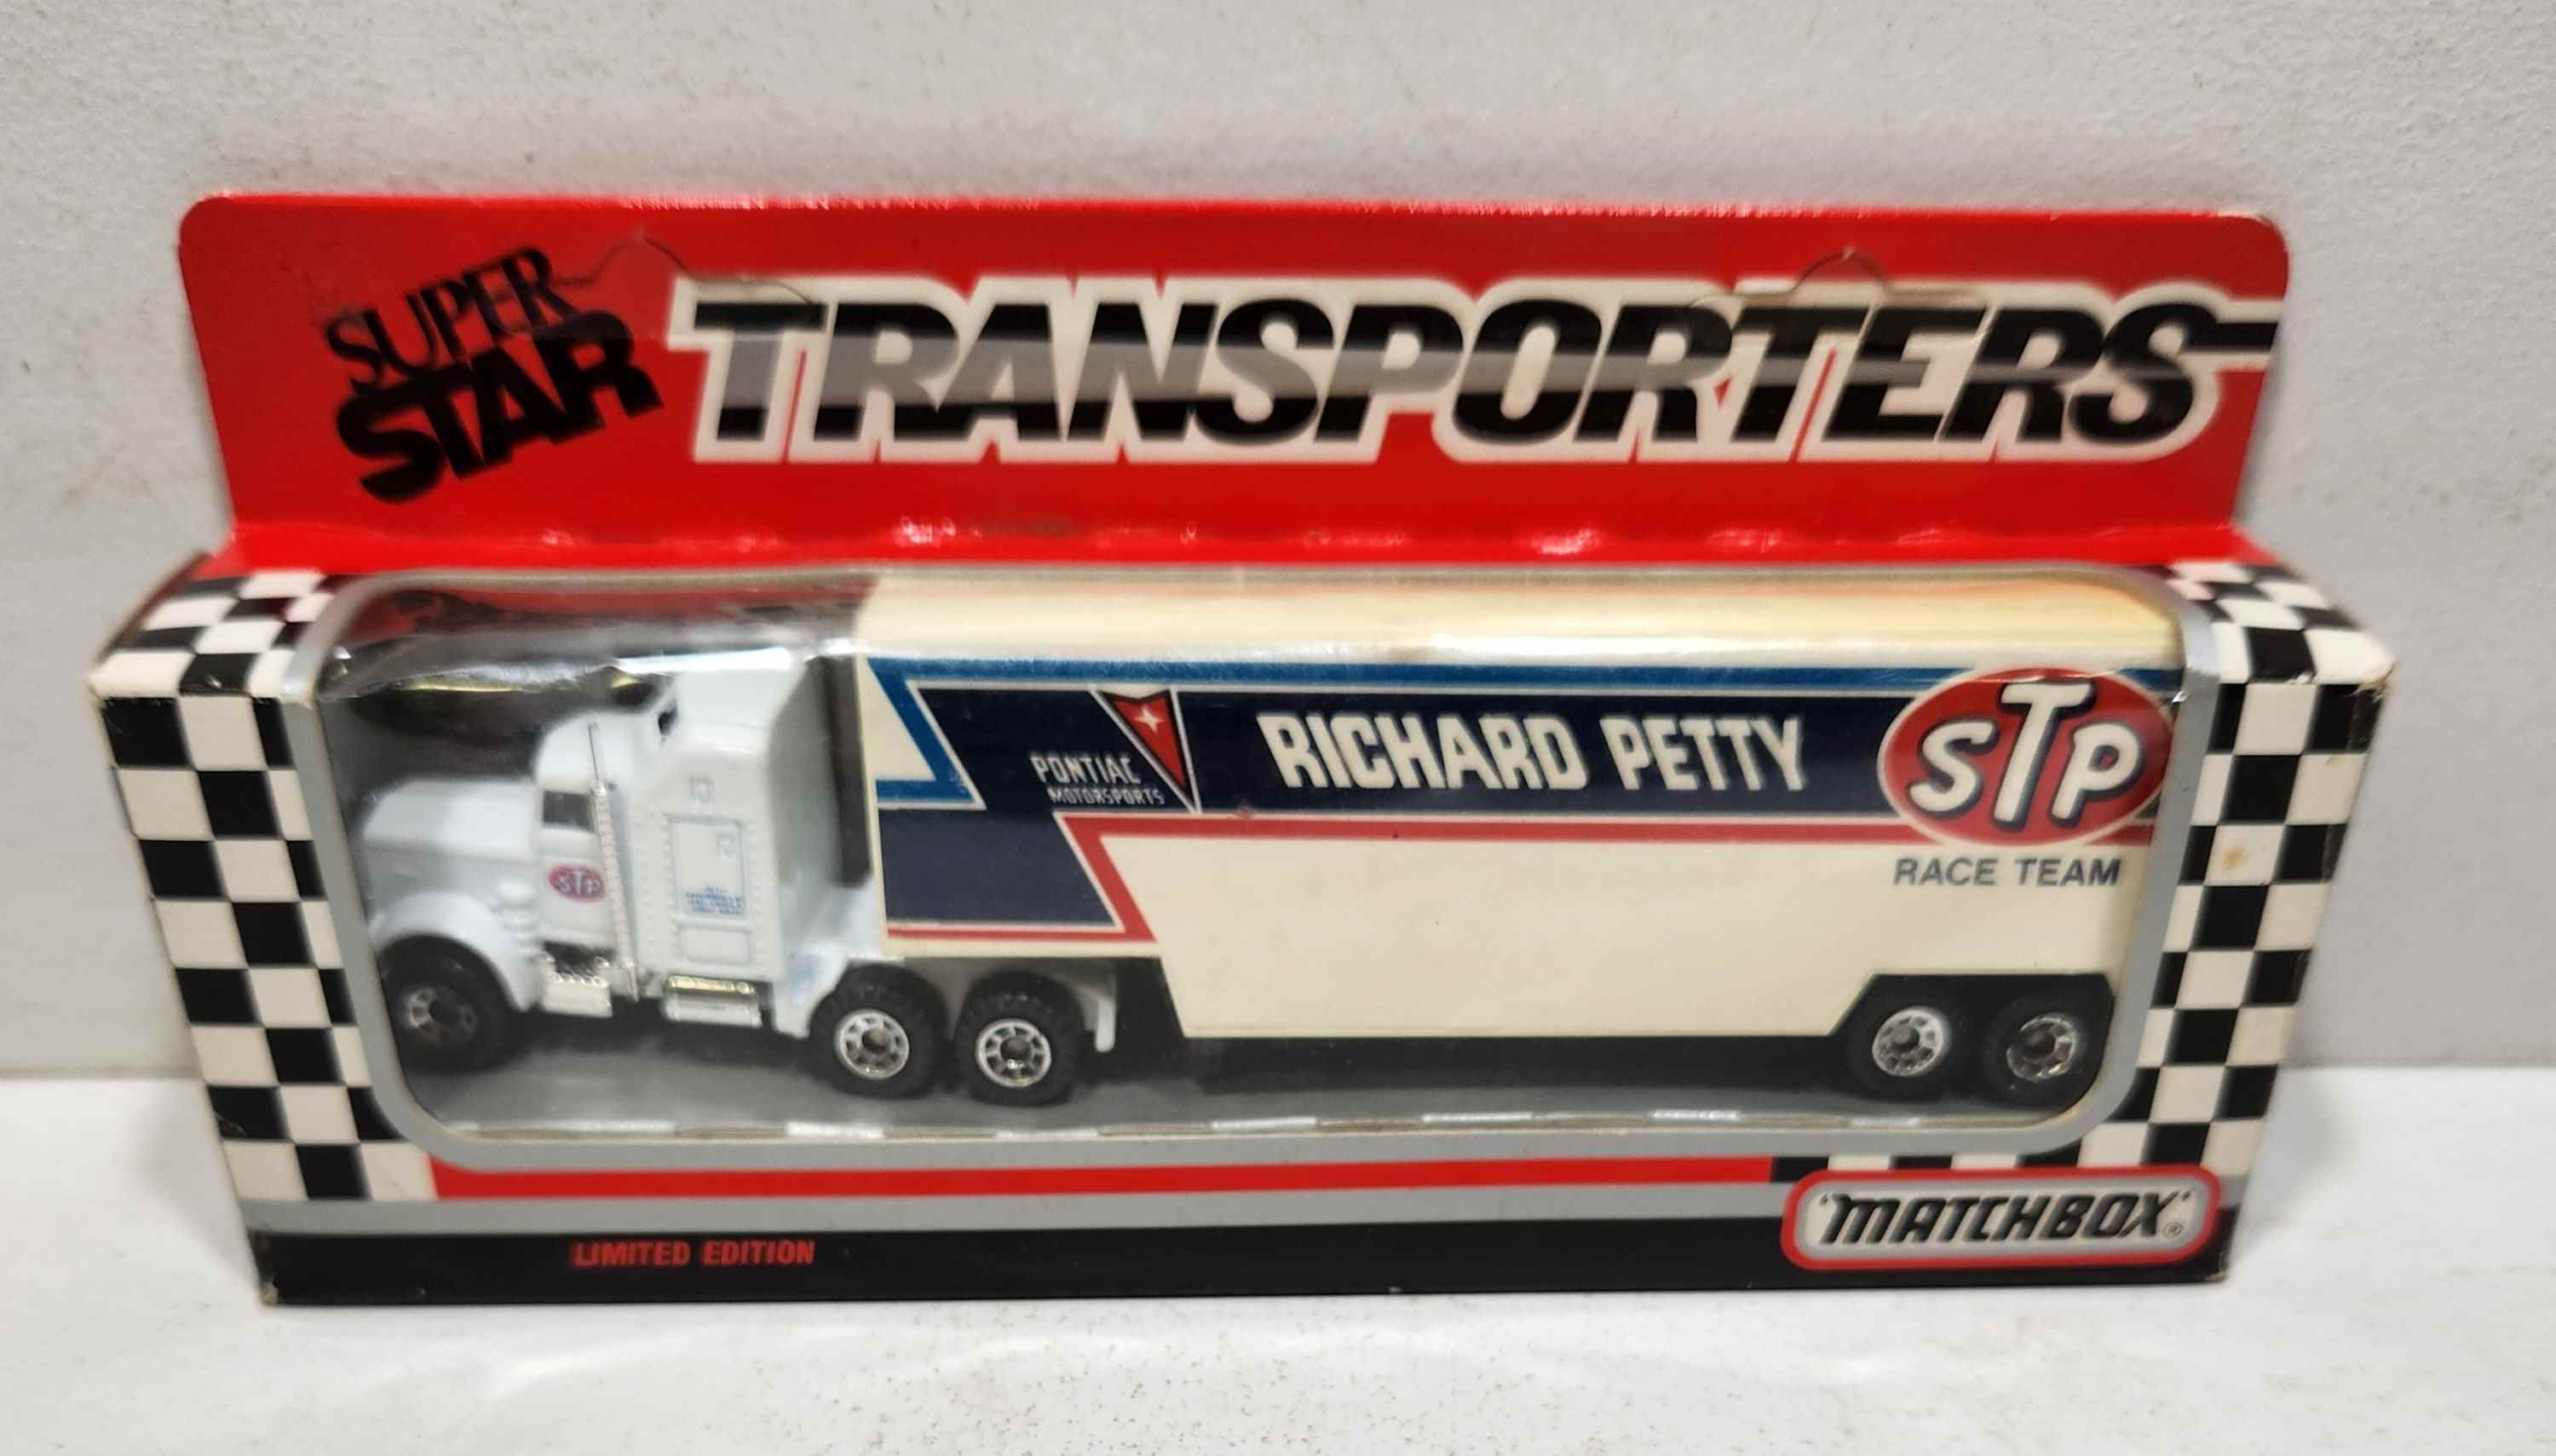 SUPER
STAR
TRANSPORTERS
PONTIAC
MOTORSPORTS
RICHARD PETTY
STP
RACE TEAM
STP
LIMITED EDITION
'MATCHBOX'®